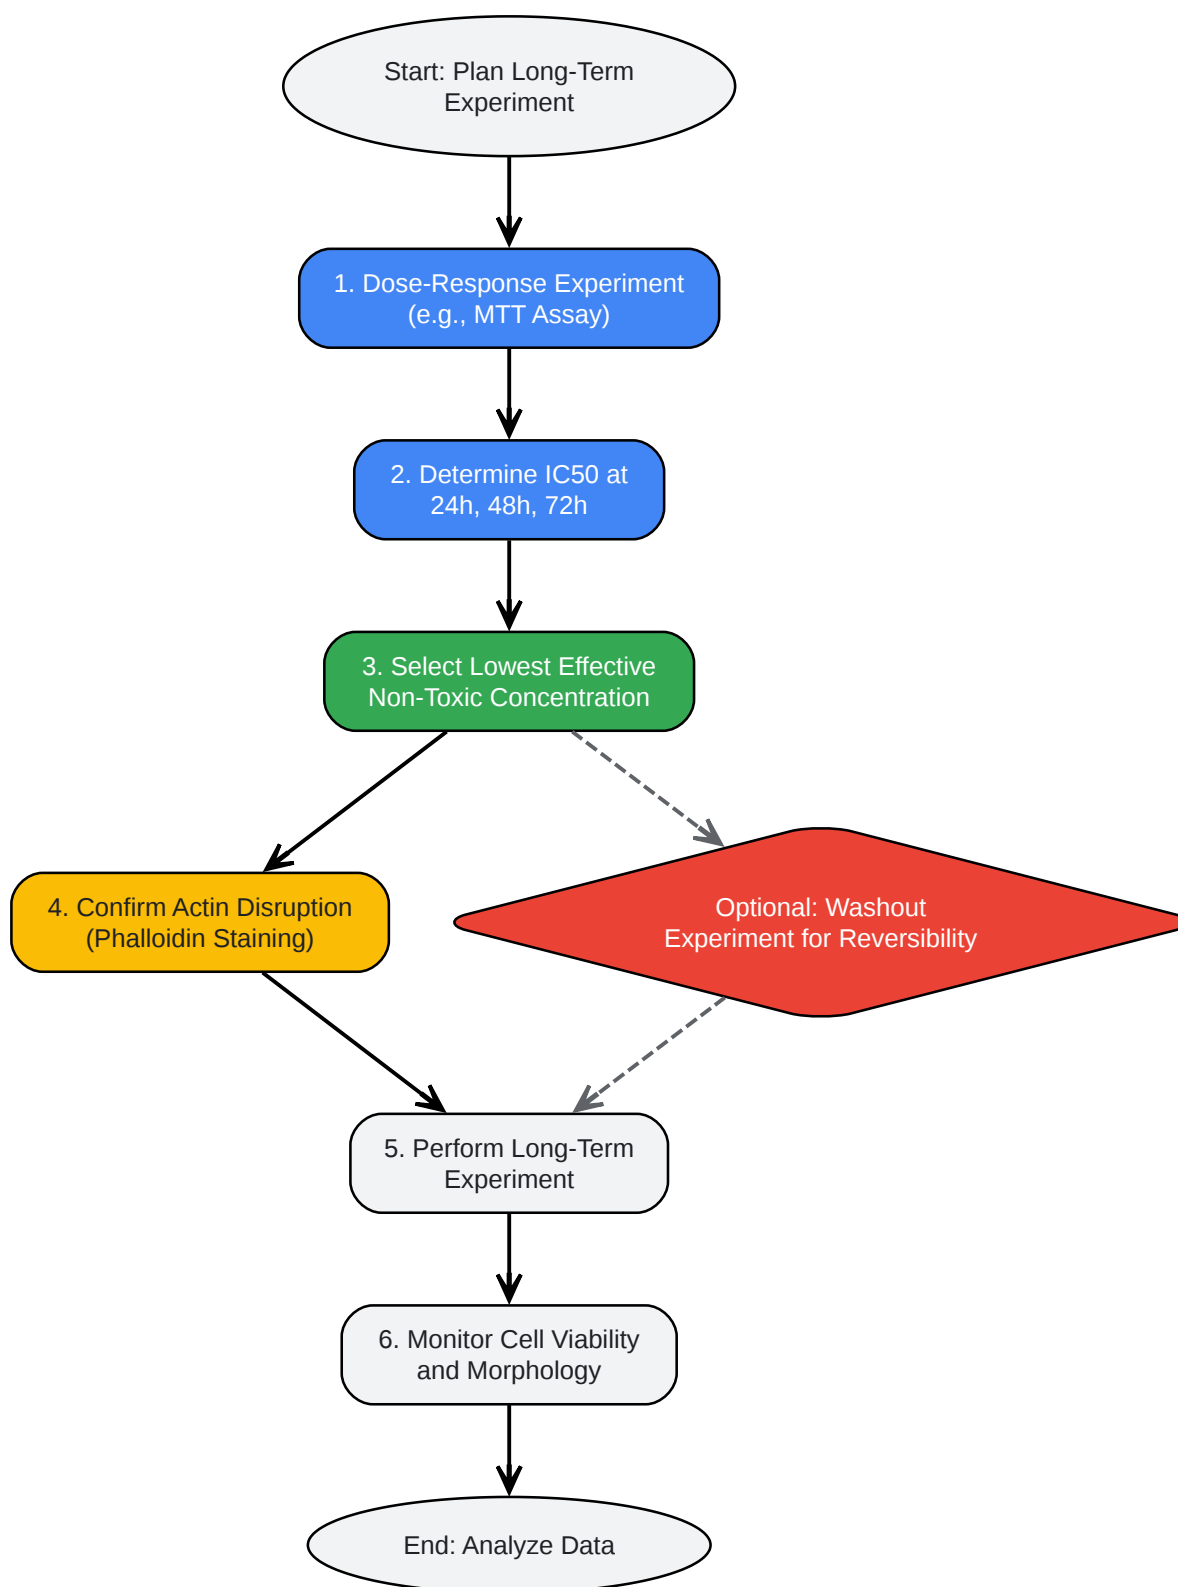 Start: Plan Long-Term
Experiment
1. Dose-Response Experiment
(e.g., MTT Assay)
2. Determine IC50 at
24h, 48h, 72h
3. Select Lowest Effective
Non-Toxic Concentration
4. Confirm Actin Disruption
(Phalloidin Staining)
Optional: Washout
Experiment for Reversibility
5. Perform Long-Term
Experiment
6. Monitor Cell Viability
and Morphology
End: Analyze Data